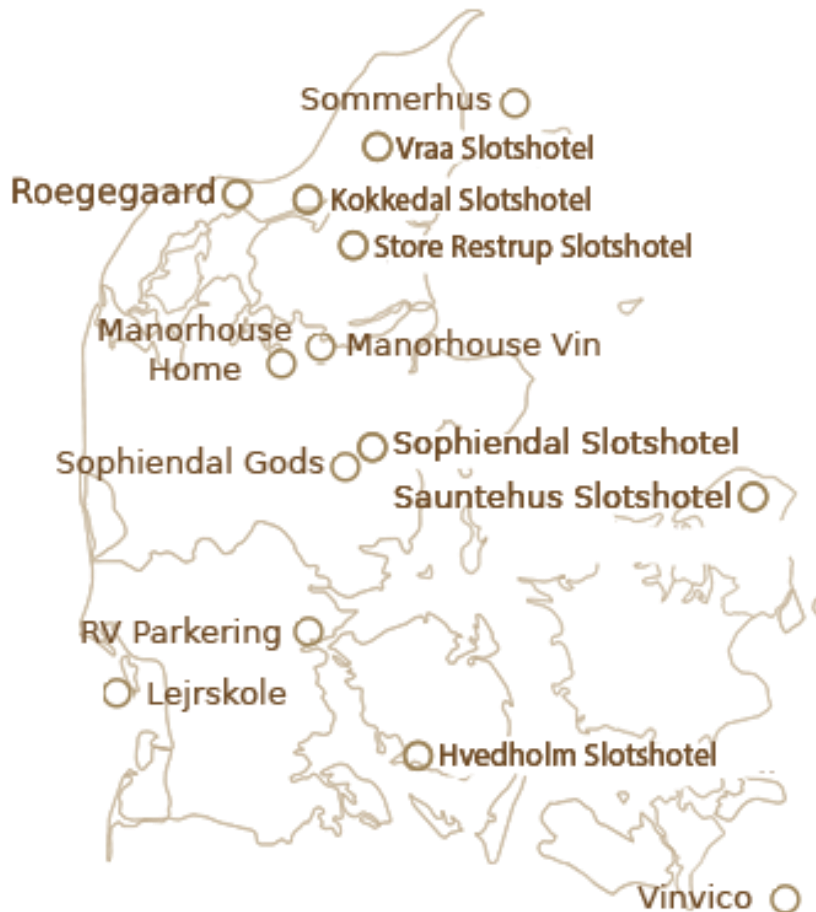 Sommerhus
Vraa Slotshotel
Roegegaard
Kokkedal Slotshotel
Store Restrup Slotshotel
Manorhouse
Home
Manorhouse Vin
Sophiendal Slotshotel
Sophiendal Gods
Sauntehus Slotshotel
RV Parkering
Lejrskole
Hvedholm Slotshotel
Vinvico